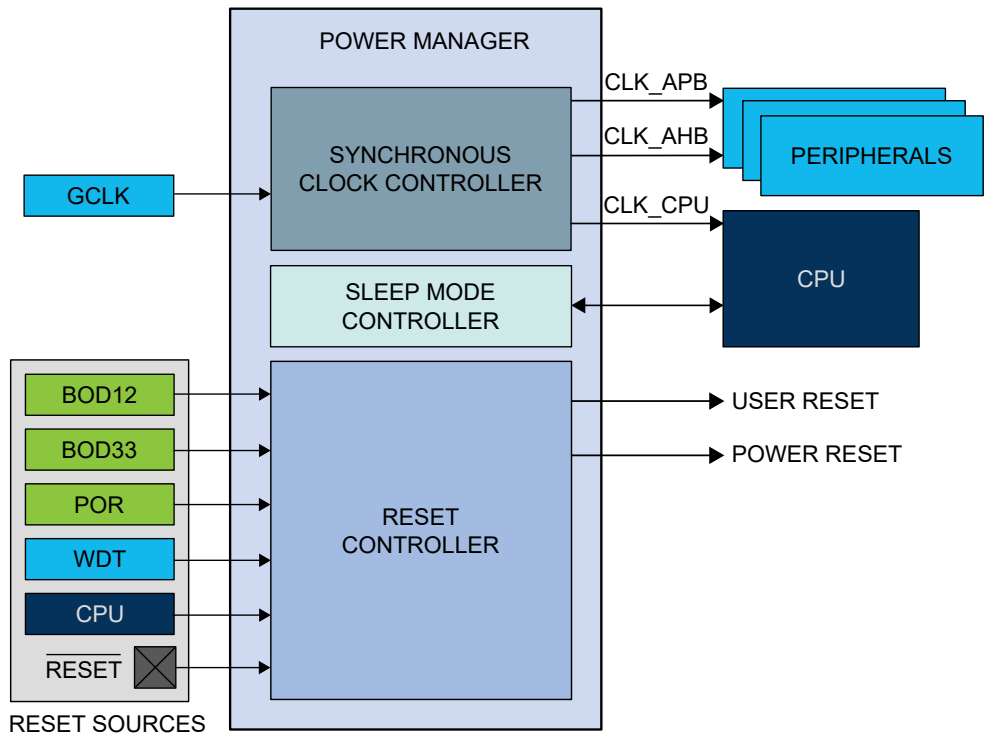 POWER MANAGER
CLK_APB
SYNCHRONOUS
CLOCK CONTROLLER
CLK_AHB
PERIPHERALS
GCLK
CLK_CPU
CPU
SLEEP MODE
CONTROLLER
BOD12
BOD33
POR
WDT
CPU
RESET
RESET SOURCES
RESET
CONTROLLER
USER RESET
POWER RESET